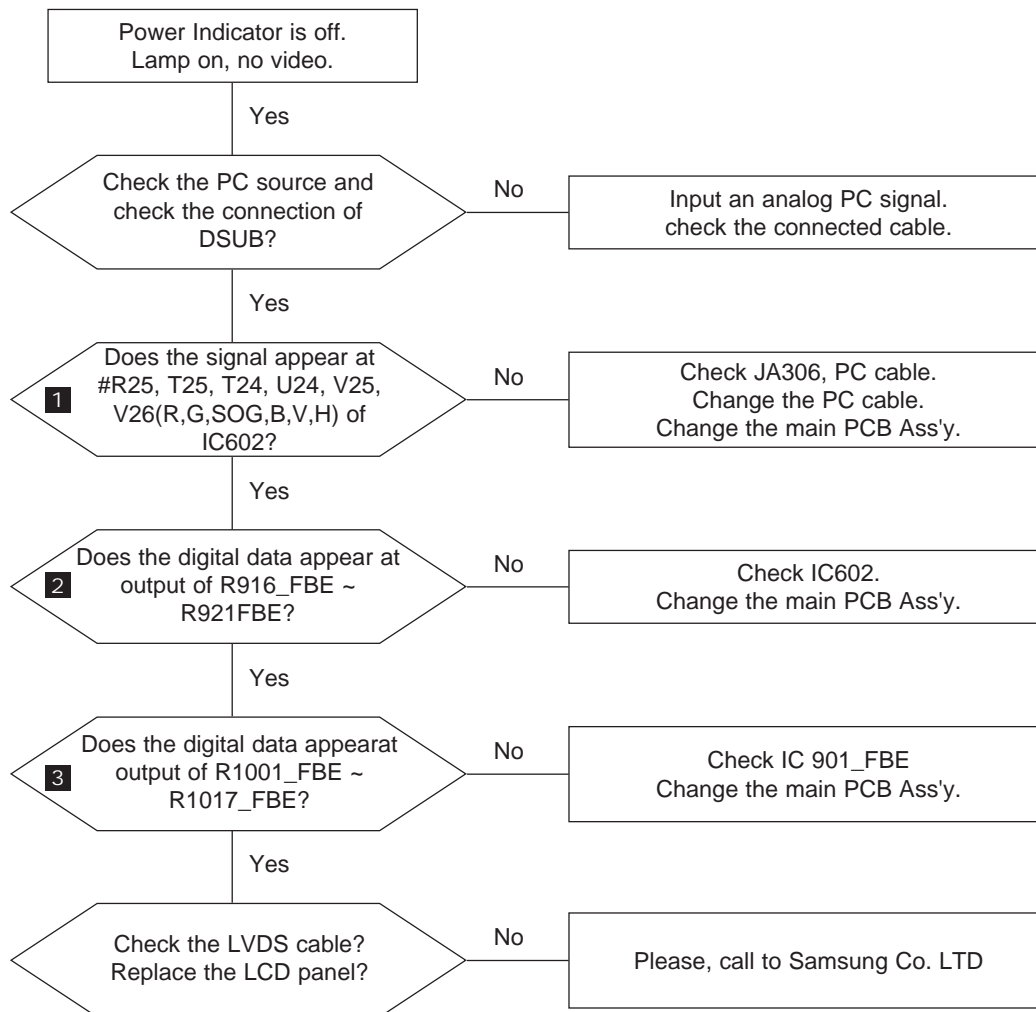 Power Indicator is off.
Lamp on, no video.
Yes
Check the PC source and
check the connection of
DSUB?
No
Input an analog PC signal.
check the connected cable.
Yes
1
Does the signal appear at
#R25, T25, T24, U24, V25,
V26(R,G,SOG,B,V,H) of
IC602?
No
Check JA306, PC cable.
Change the PC cable.
Change the main PCB Ass'y.
Yes
2
Does the digital data appear at
output of R916_FBE ~
R921FBE?
No
Check IC602.
Change the main PCB Ass'y.
Yes
3
Does the digital data appearat
output of R1001_FBE ~
R1017_FBE?
No
Check IC 901_FBE
Change the main PCB Ass'y.
Yes
Check the LVDS cable?
Replace the LCD panel?
No
Please, call to Samsung Co. LTD